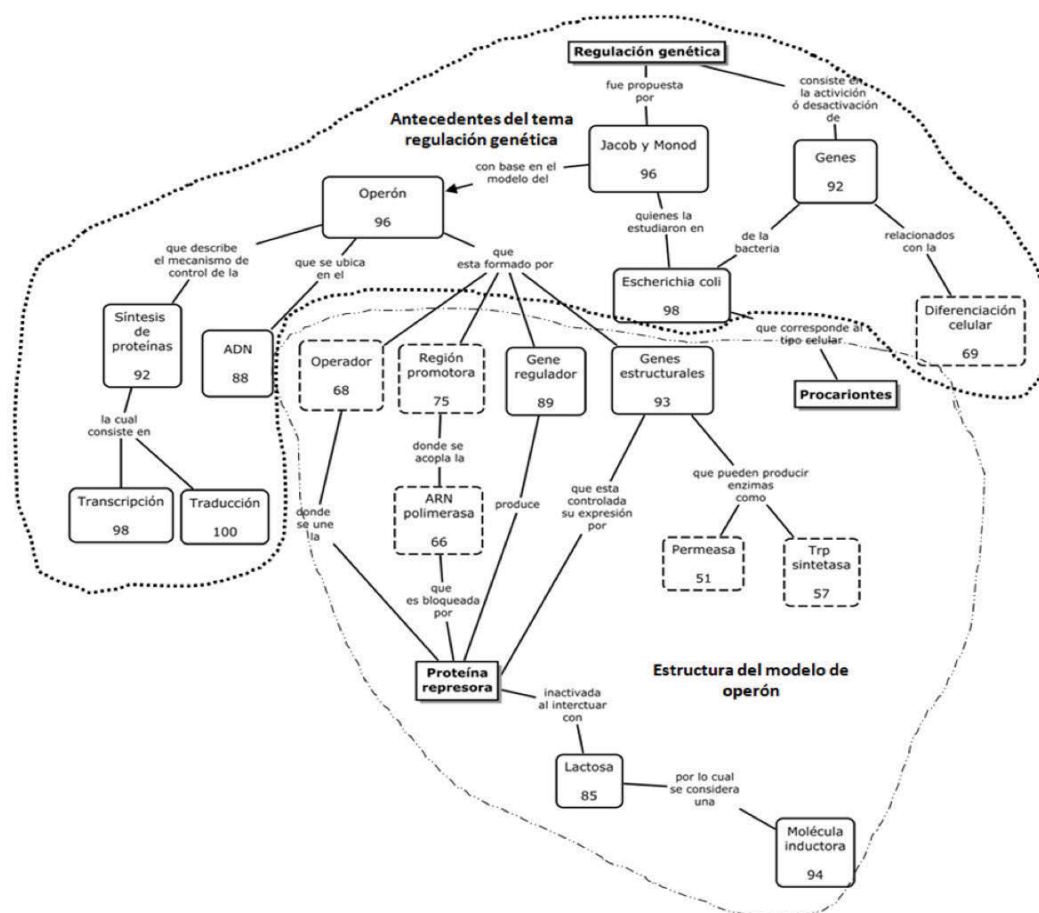 Regulación genética
fue propuesta
por
consiste en
la activición
ó desactivación
de
Antecedentes del tema
regulación genética
Jacob y Monod
96
Genes
92
con base en el
modelo del
Operón
96
quienes la
estudiaron en
de la
bacteria
relacionados
con la
que describe
el mecanismo de
control de la
que se ubica
en el
que
esta formado por
Escherichia coli
98
Diferenciación
celular
69
que corresponde al
tipo celular
Procariontes
Síntesis
de
proteínas
92
ADN
88
Operador
68
Región
promotora
75
Gene
regulador
89
Genes
estructurales
93
la cual
consiste en
Transcripción
98
Traducción
100
donde
se une
la
donde se
acopla la
ARN
polimerasa
66
produce
que esta
controlada
su expresión
por
que pueden producir
enzimas
como
Permeasa
51
Trp
sintetasa
57
que
es bloqueada
por
Proteína
represora
Estructura del modelo de
operón
inactivada
al interctuar
con
Lactosa
85
por lo cual
se considera
una
Molécula
inductora
94